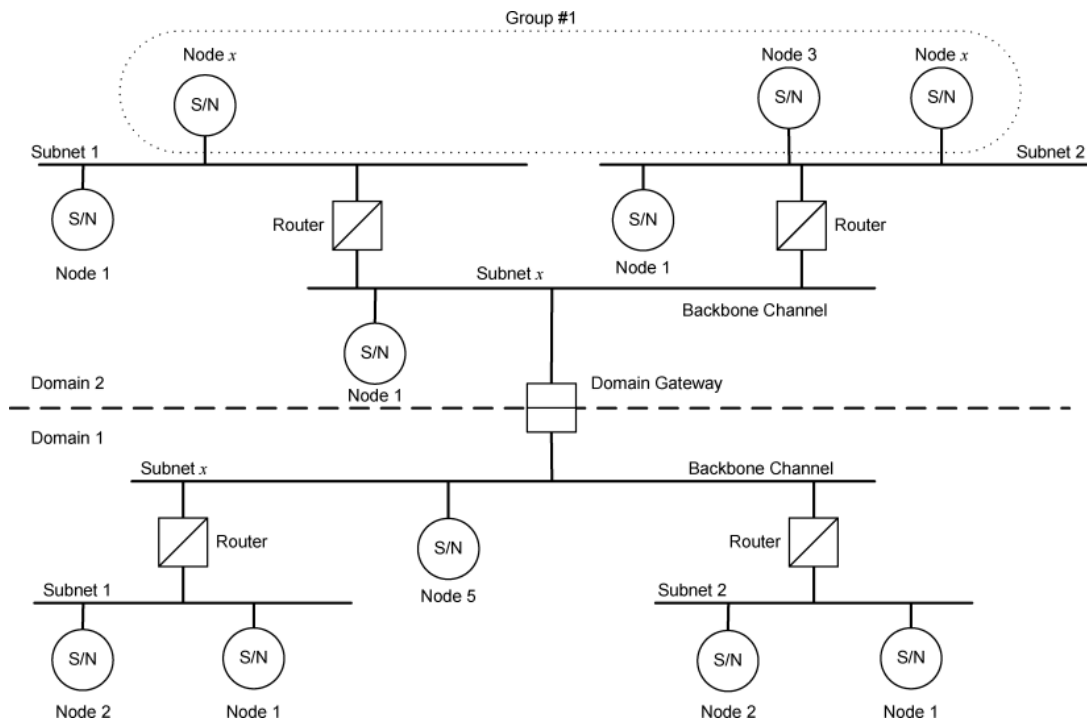 Group #1
Node x
Node 3
Node x
S/N
S/N
S/N
Subnet 1
Subnet 2
S/N
Router
S/N
Router
Node 1
Node 1
Subnet x
Backbone Channel
S/N
Domain 2
Node 1
Domain Gateway
Domain 1
Subnet x
Backbone Channel
Router
S/N
Router
Subnet 1
Node 5
Subnet 2
S/N
S/N
S/N
S/N
Node 2
Node 1
Node 2
Node 1